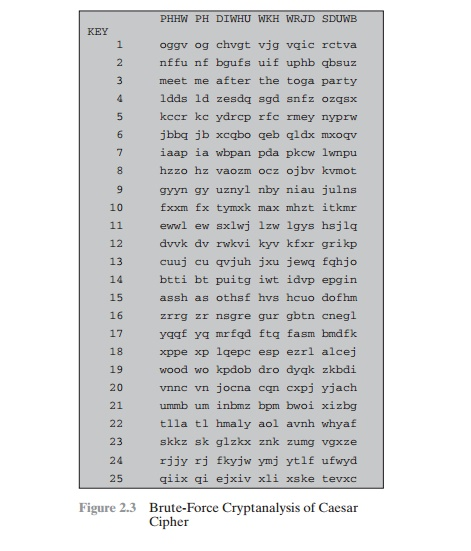 PHHW PH DIWHU WKH WRJD SDUWB
KEY
1 oggv og chvgt vjg vqic rctva
2 nffu nf bgufs uif uphb qbsuz
3 meet me after the toga party
4 ldds ld zesdq sgd snfz ozqsx
5 kccr kc ydrcp rfc rmey nyprw
6 jbbq jb xcqbo qeb qldx mxoqv
7 iaap ia wbpan pda pkcw lwnpu
8 hzzo hz vaozm ocz ojbv kvmot
9 gyyn gy uznyl nby niau julns
10 fxxm fx tymxk max mhzt itkmr
11 ewwl ew sxlwj lzw lgys hsjlq
12 dvvk dv rwkvi kyv kfxr grikp
13 cuuj cu qvjuh jxu jewq fqhjo
14 btti bt puitg iwt idvp epgin
15 assh as othsf hvs hcuo dofhm
16 zrrg zr nsgre gur gbtn cnegl
17 yqqf yq mrfqd ftq fasm bmdfk
18 xppe xp lqepc esp ezrl alcej
19 wood wo kpdob dro dyqk zkbdi
20 vnnc vn jocna cqn cxpj yjach
21 ummb um inbmz bpm bwoi xizbg
22 tlla tl hmaly aol avnh whyaf
23 skkz sk glzkx znk zumg vgxze
24 rjjy rj fkyjw ymj ytlf ufwyd
25 qiix qi ejxiv xli xske tevxc
Figure 2.3 Brute-Force Cryptanalysis of Caesar
Cipher